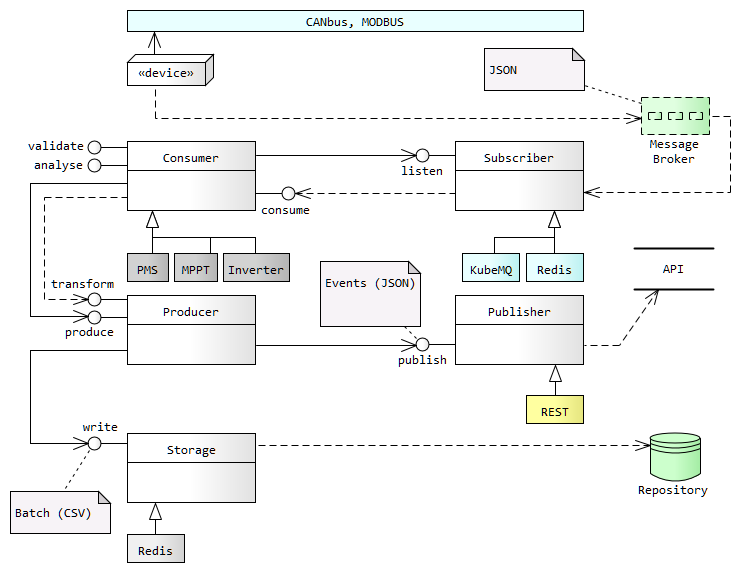 CANbus, MODBUS
«device»
JSON
Message
Broker
validate
analyse
Consumer
listen
Subscriber
consume
PMS
MPPT
Inverter
KubeMQ
Redis
API
transform
Events (JSON)
produce
Producer
Publisher
publish
REST
write
Storage
Repository
Batch (CSV)
Redis